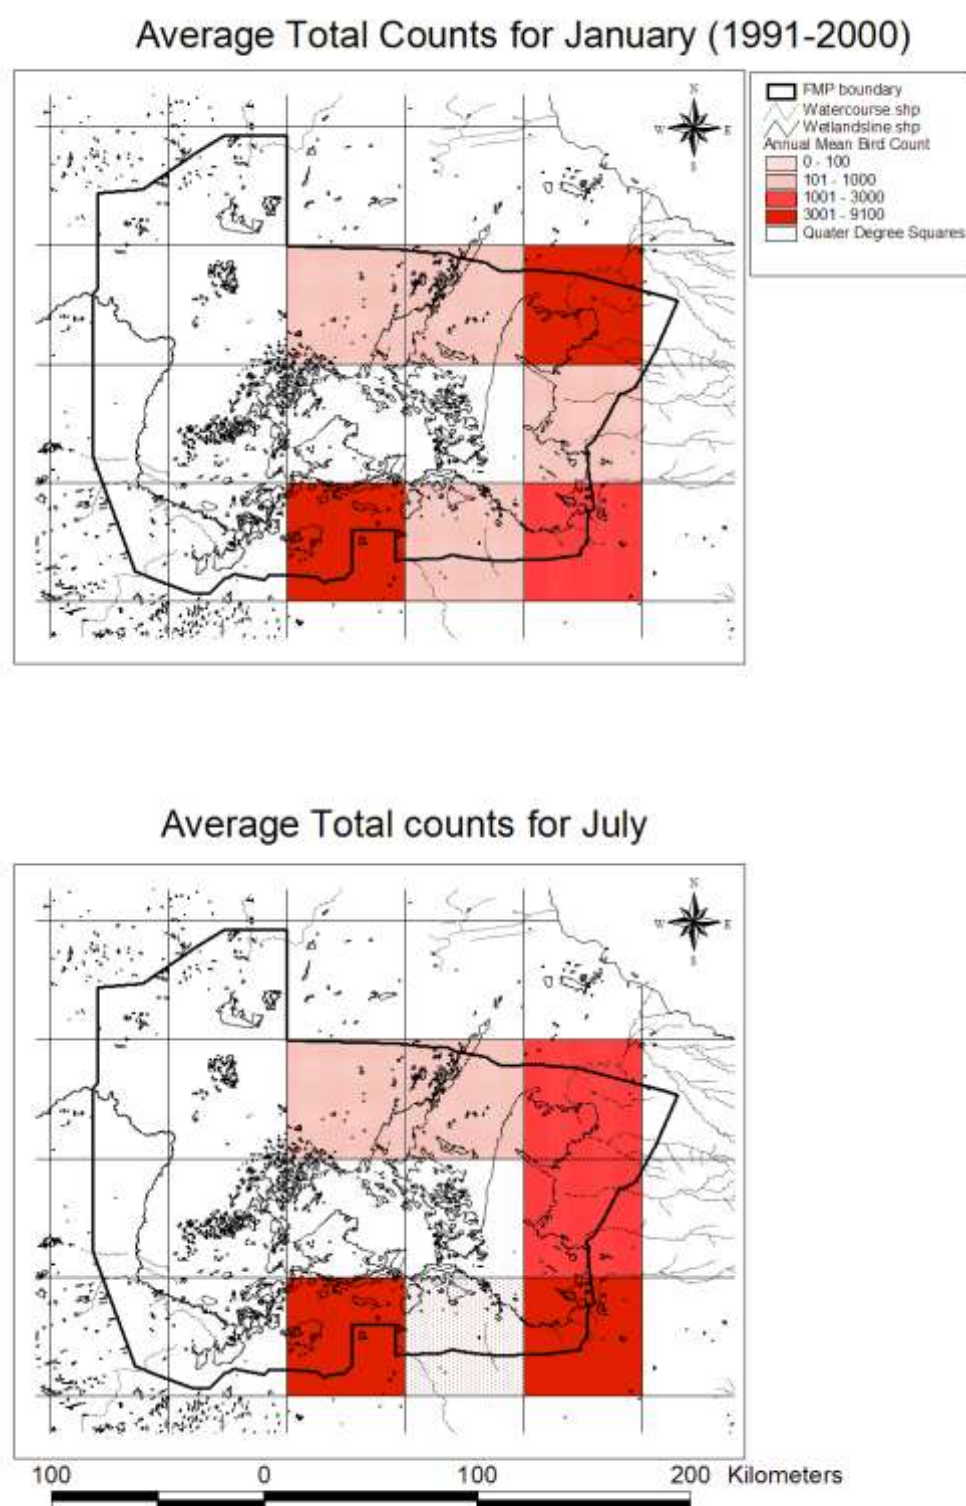 Average Total Counts for January (1991-2000)
N
W E
S
FMP boundary
Watercourse.shp
Wetlandsline.shp
Annual Mean Bird Count
0 - 100
101 - 1000
1001 - 3000
3001 - 9100
Quater Degree Squares
Average Total counts for July
N
W E
S
100 0 100 200 Kilometers